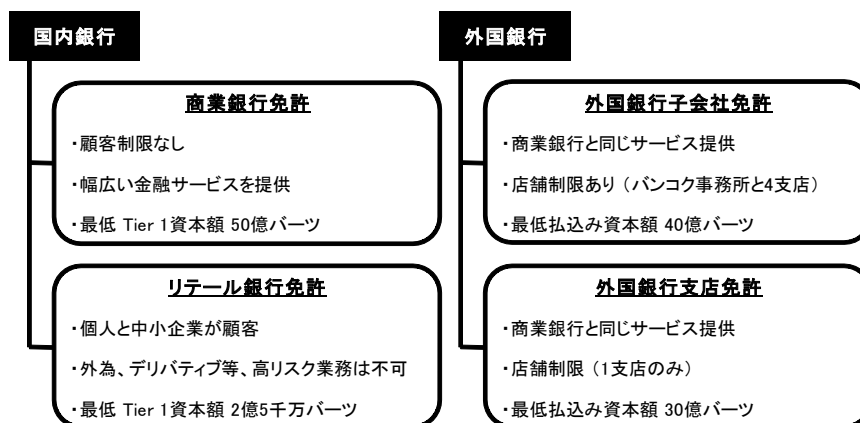 国内銀行
商業銀行免許
・顧客制限なし
・幅広い金融サービスを提供
・最低 Tier 1資本額 50億バーツ
リテール銀行免許
・個人と中小企業が顧客
・外為、デリバティブ等、高リスク業務は不可
・最低 Tier 1資本額 2億5千万バーツ
外国銀行
外国銀行子会社免許
・商業銀行と同じサービス提供
・店舗制限あり（バンコク事務所と4支店）
・最低払込み資本額 40億バーツ
外国銀行支店免許
・商業銀行と同じサービス提供
・店舗制限（1支店のみ）
・最低払込み資本額 30億バーツ